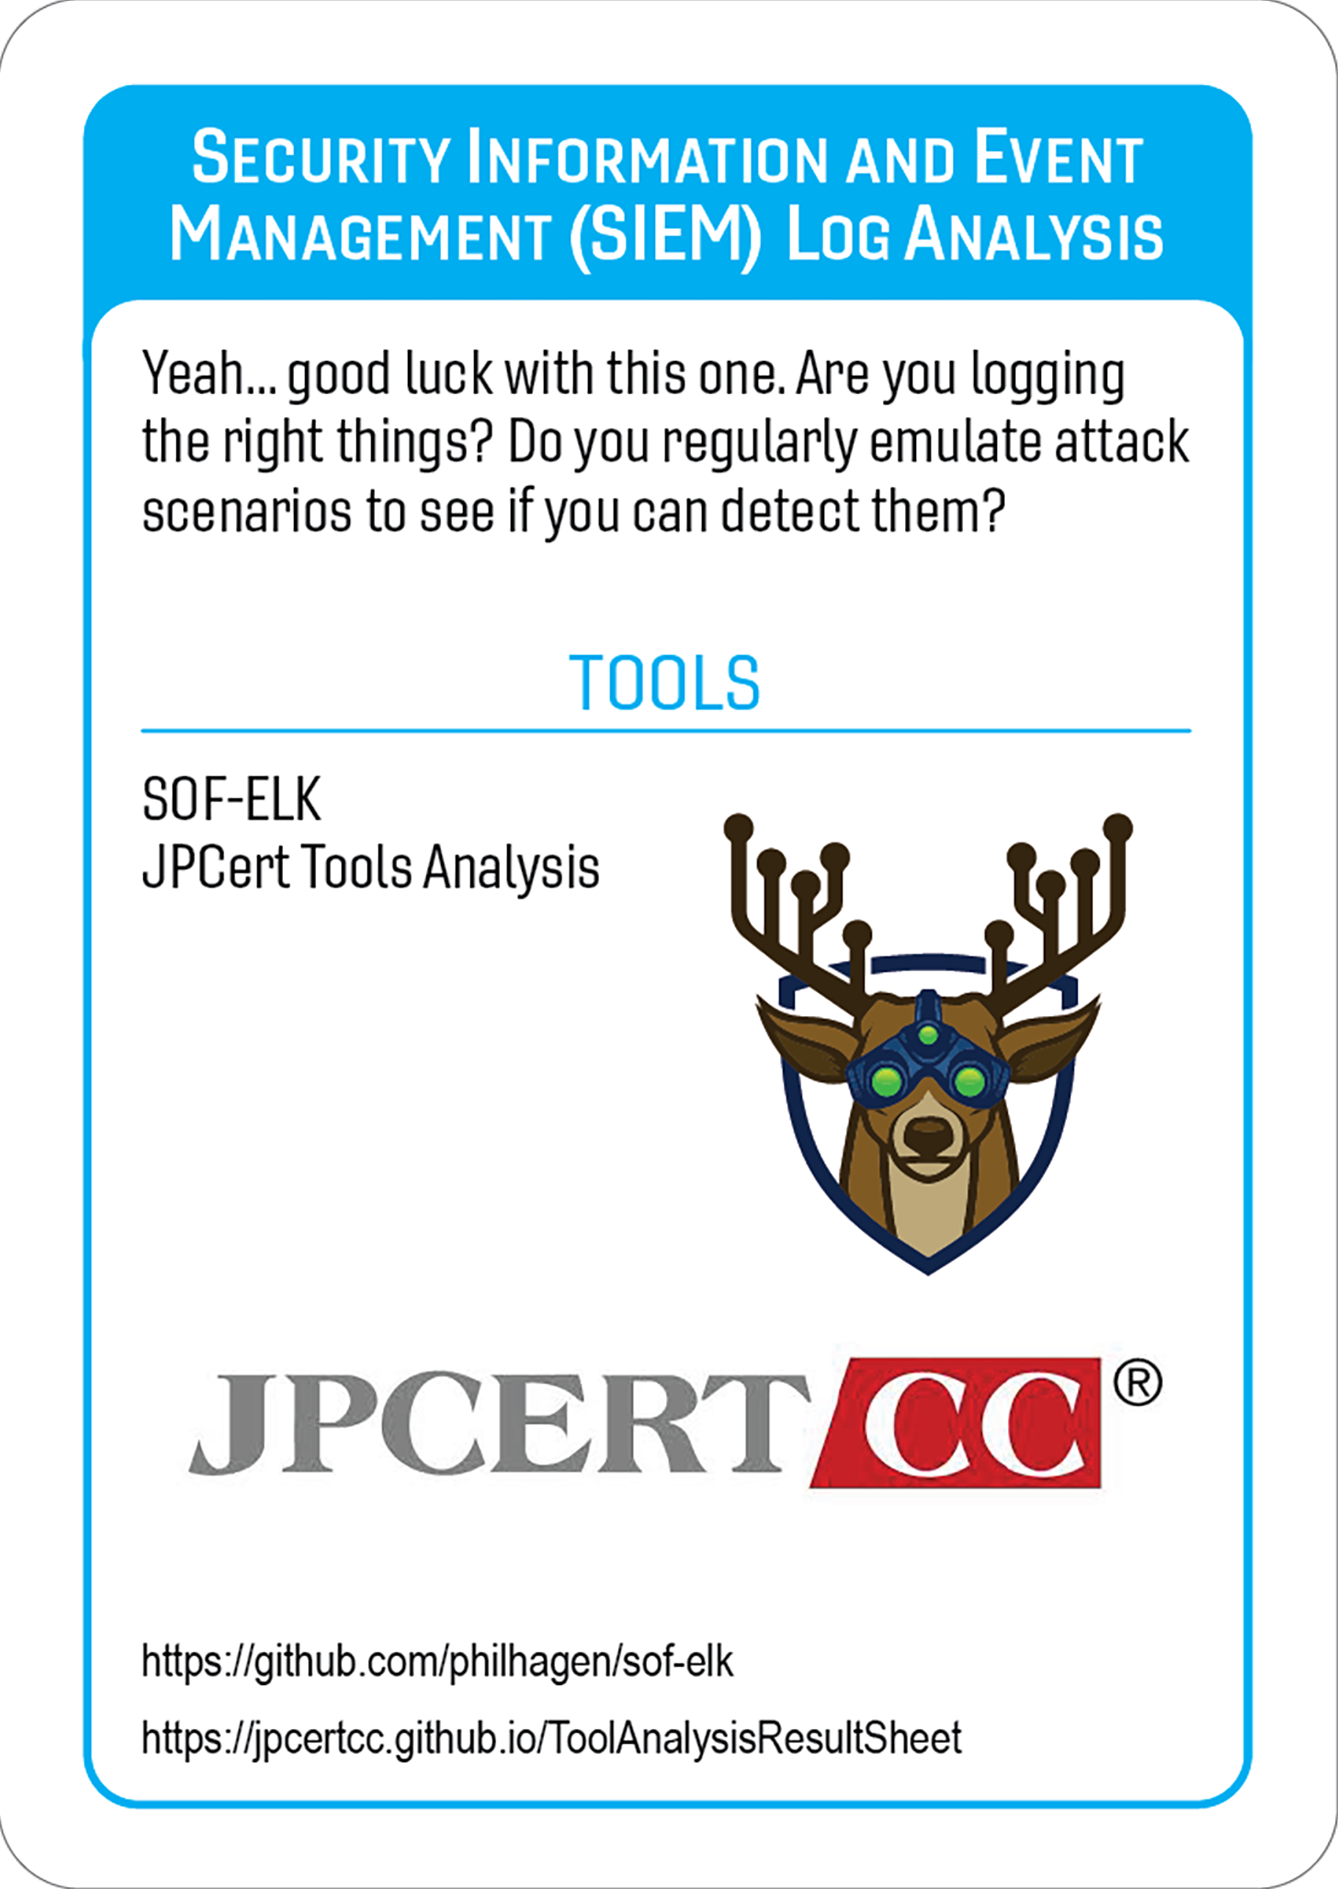 SECURITY INFORMATION AND EVENT
MANAGEMENT (SIEM) LOG ANALYSIS
Yeah... good luck with this one. Are you logging
the right things? Do you regularly emulate attack
scenarios to see if you can detect them?
TOOLS
SOF-ELK
JPCert Tools Analysis
JPCERT CC®
https://github.com/philhagen/sof-elk
https://jpcertcc.github.io/ToolAnalysisResultSheet